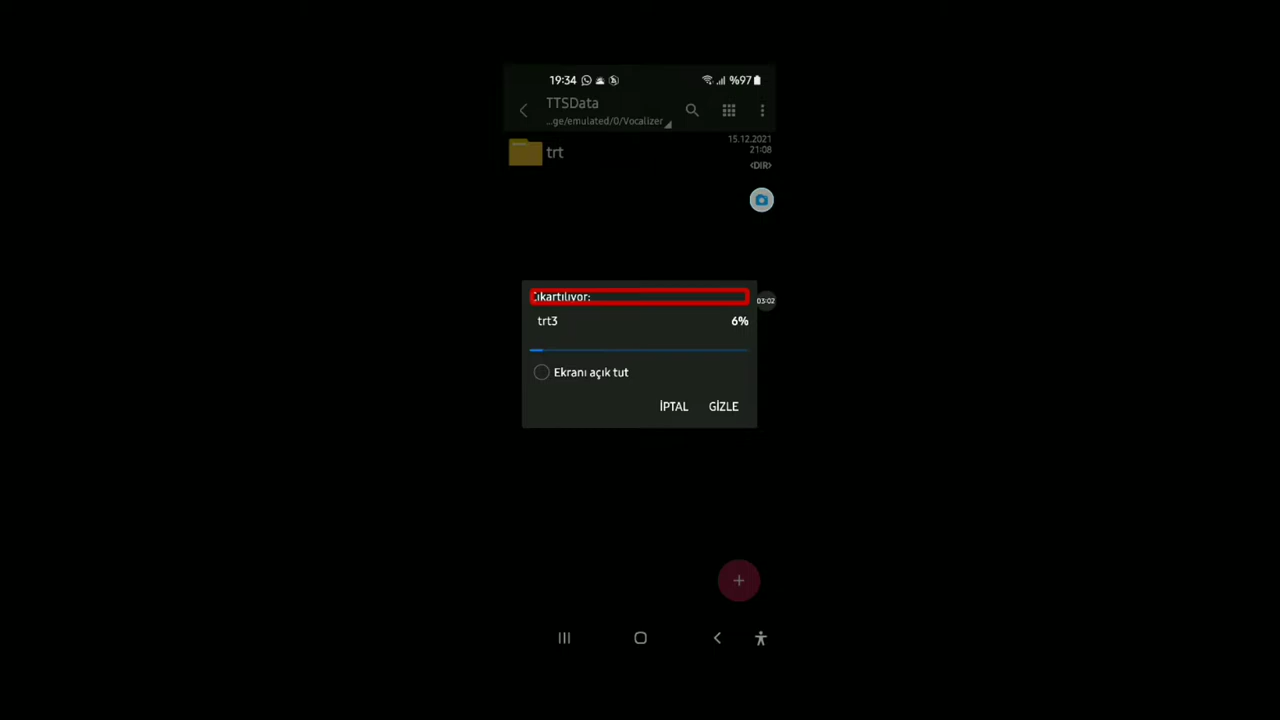 19:34 %97
TTSData
...ge/emulated/0/Vocalizer
trt
15.12.2021
21:08
<DIR>
Çıkartılıyor:
03:02
trt3 6%
Ekranı açık tut
İPTAL GİZLE